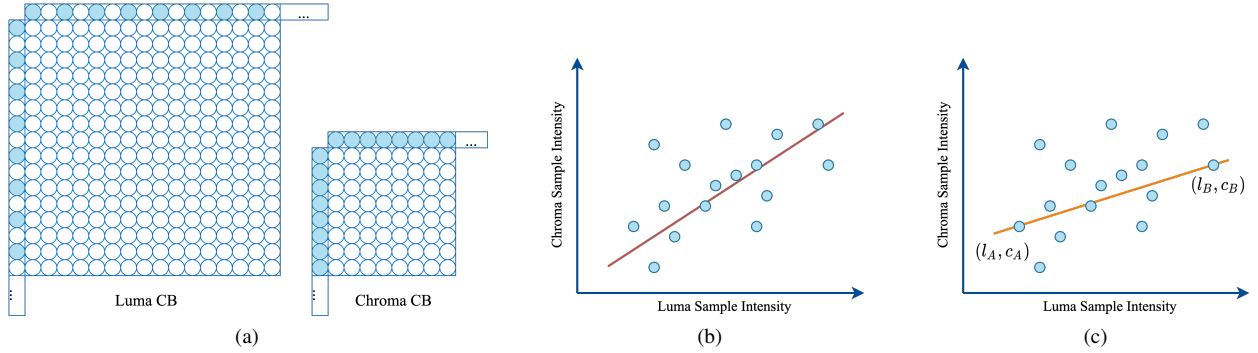 ...
...
⋮
Luma CB
⋮
Chroma CB
(a)
Chroma Sample Intensity
Luma Sample Intensity
(b)
Chroma Sample Intensity
(l_A, c_A)
(l_B, c_B)
Luma Sample Intensity
(c)